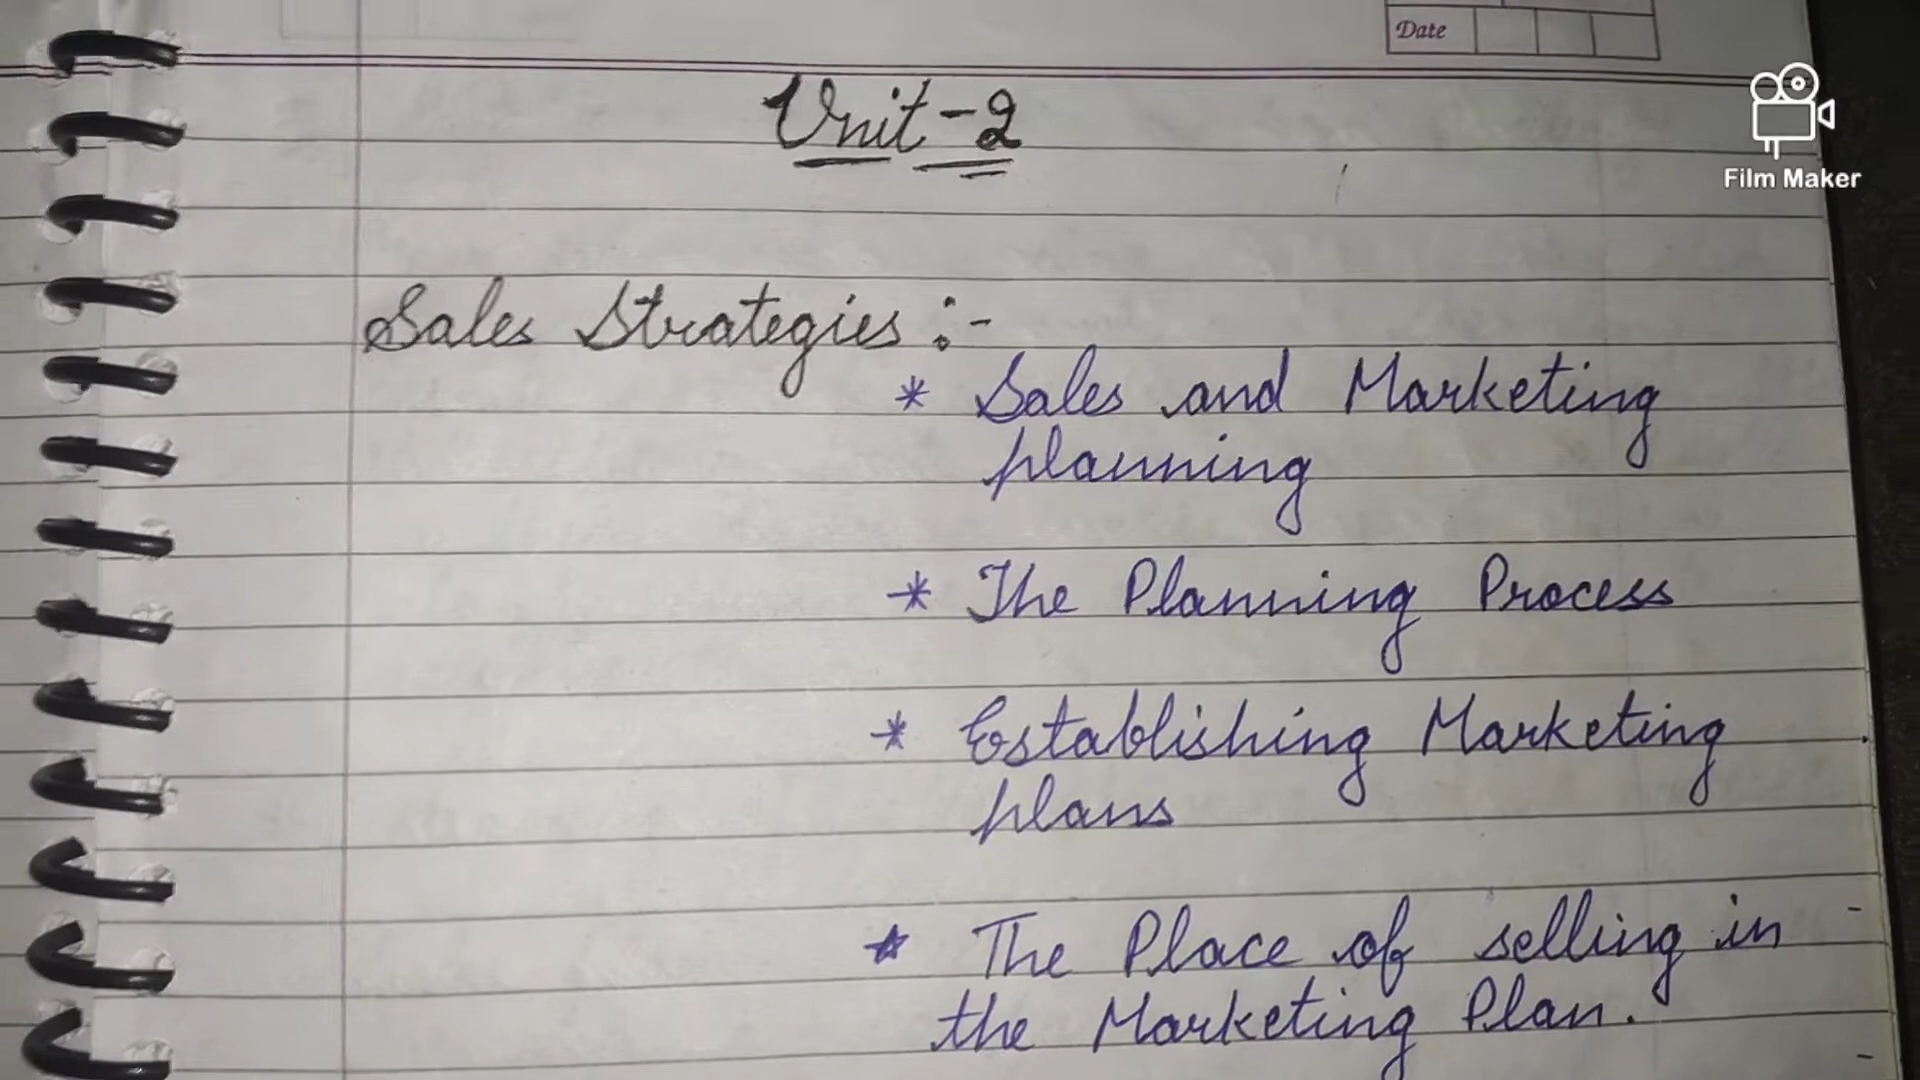 Date
Unit-2
Film Maker
Sales Strategies :-
* Sales and Marketing
planning
* The Planning Process
* Establishing Marketing
plans
* The Place of selling in
the Marketing Plan.